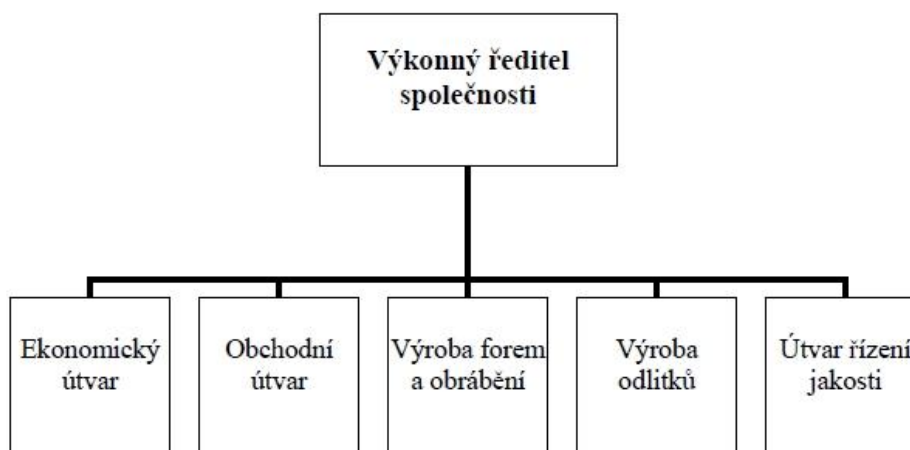 Výkonný ředitel
společnosti
Ekonomický
útvar
Obchodní
útvar
Výroba forem
a obrábění
Výroba
odlitků
Útvar řízení
jakosti